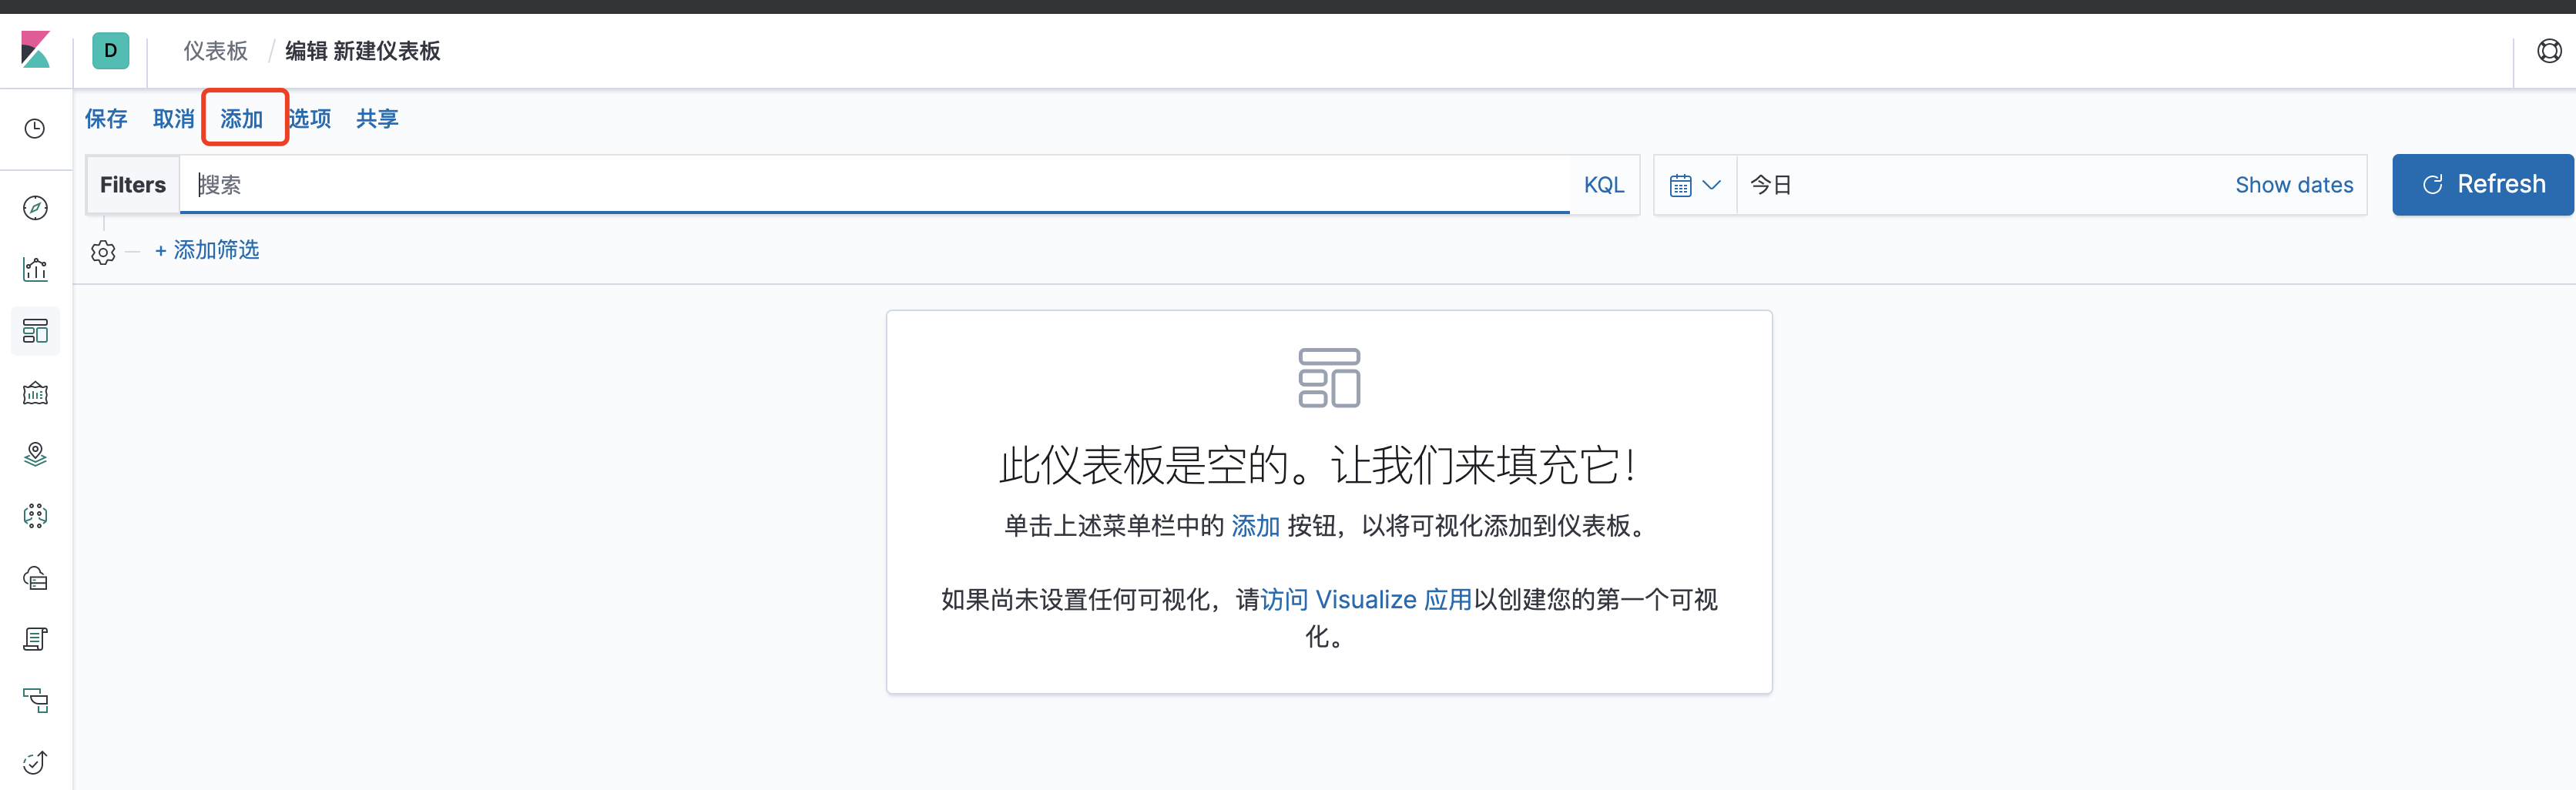 D 仪表板 / 编辑 新建仪表板
保存 取消 添加 选项 共享
Filters 搜索 KQL 今日 Show dates Refresh
+ 添加筛选
此仪表板是空的。让我们来填充它！
单击上述菜单栏中的 添加 按钮，以将可视化添加到仪表板。
如果尚未设置任何可视化，请访问 Visualize 应用以创建您的第一个可视
化。